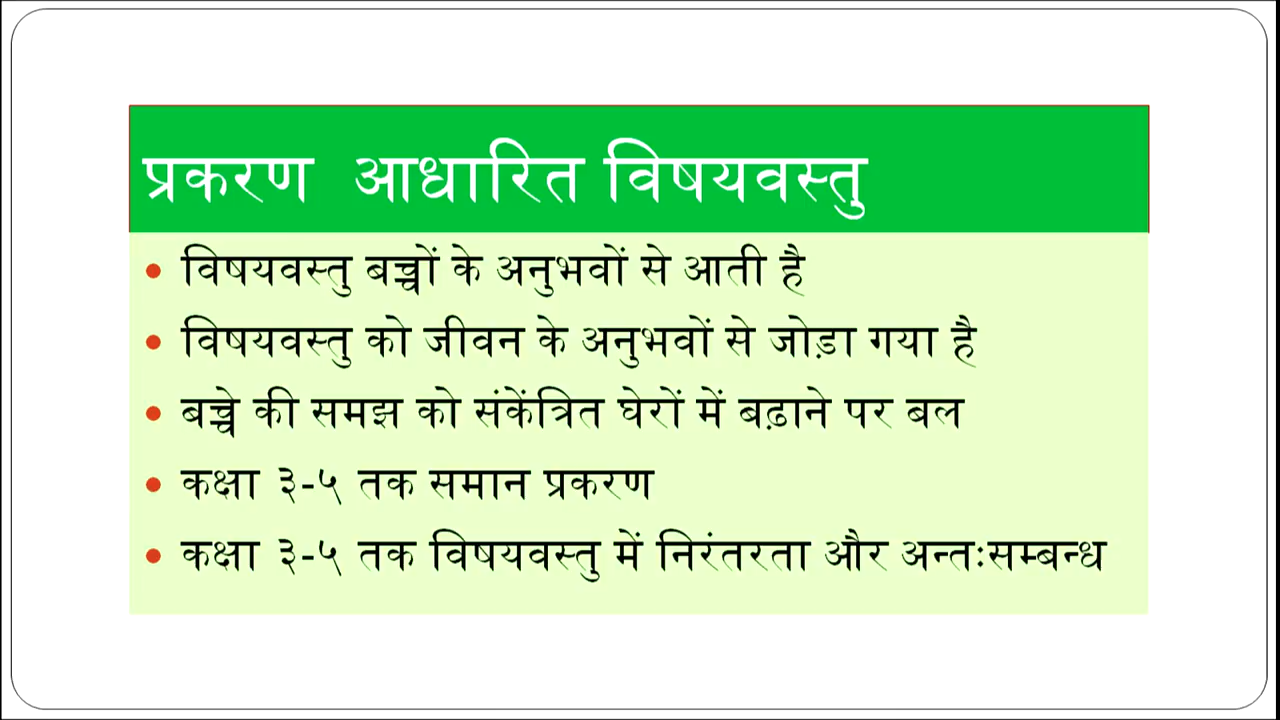 प्रकरण आधारित विषयवस्तु
• विषयवस्तु बच्चों के अनुभवों से आती है
• विषयवस्तु को जीवन के अनुभवों से जोड़ा गया है
• बच्चे की समझ को संकेंत्रित घेरों में बढ़ाने पर बल
• कक्षा ३-५ तक समान प्रकरण
• कक्षा ३-५ तक विषयवस्तु में निरंतरता और अन्तःसम्बन्ध